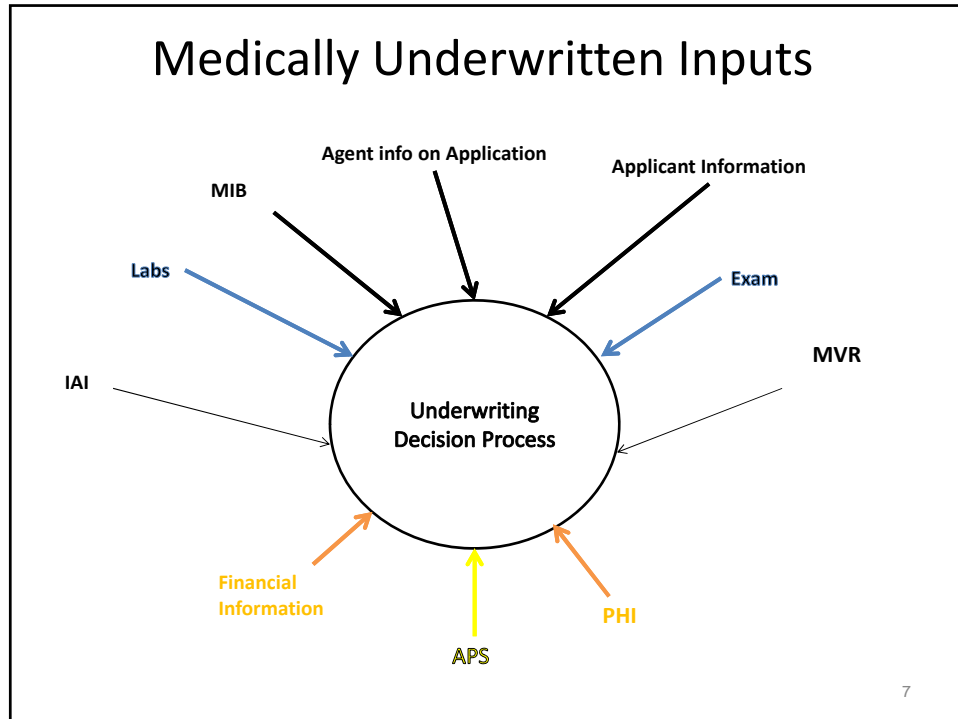 Medically Underwritten Inputs
Agent info on Application
Applicant Information
MIB
Labs
Exam
MVR
IAI
Underwriting
Decision Process
Financial
Information
PHI
APS
7